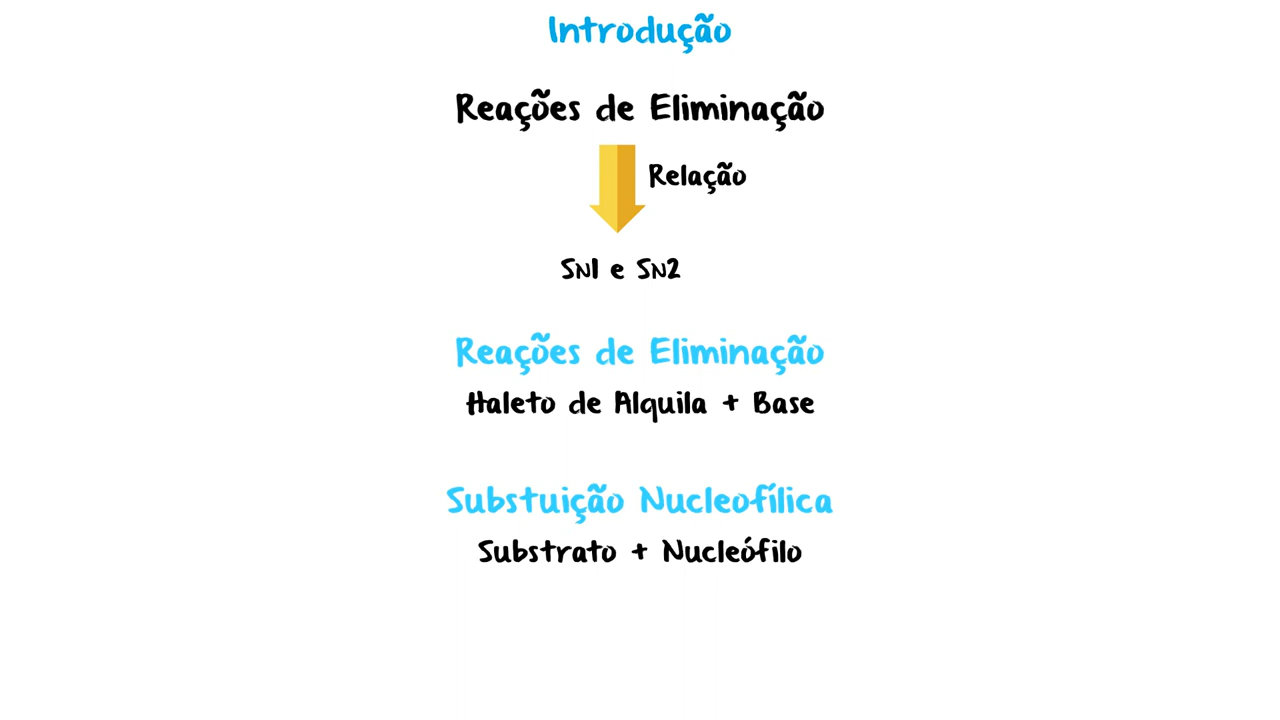 Introdução
Reações de Eliminação
Relação
SN1 e SN2
Reações de Eliminação
Haleto de Alquila + Base
Substuição Nucleofílica
Substrato + Nucleófilo